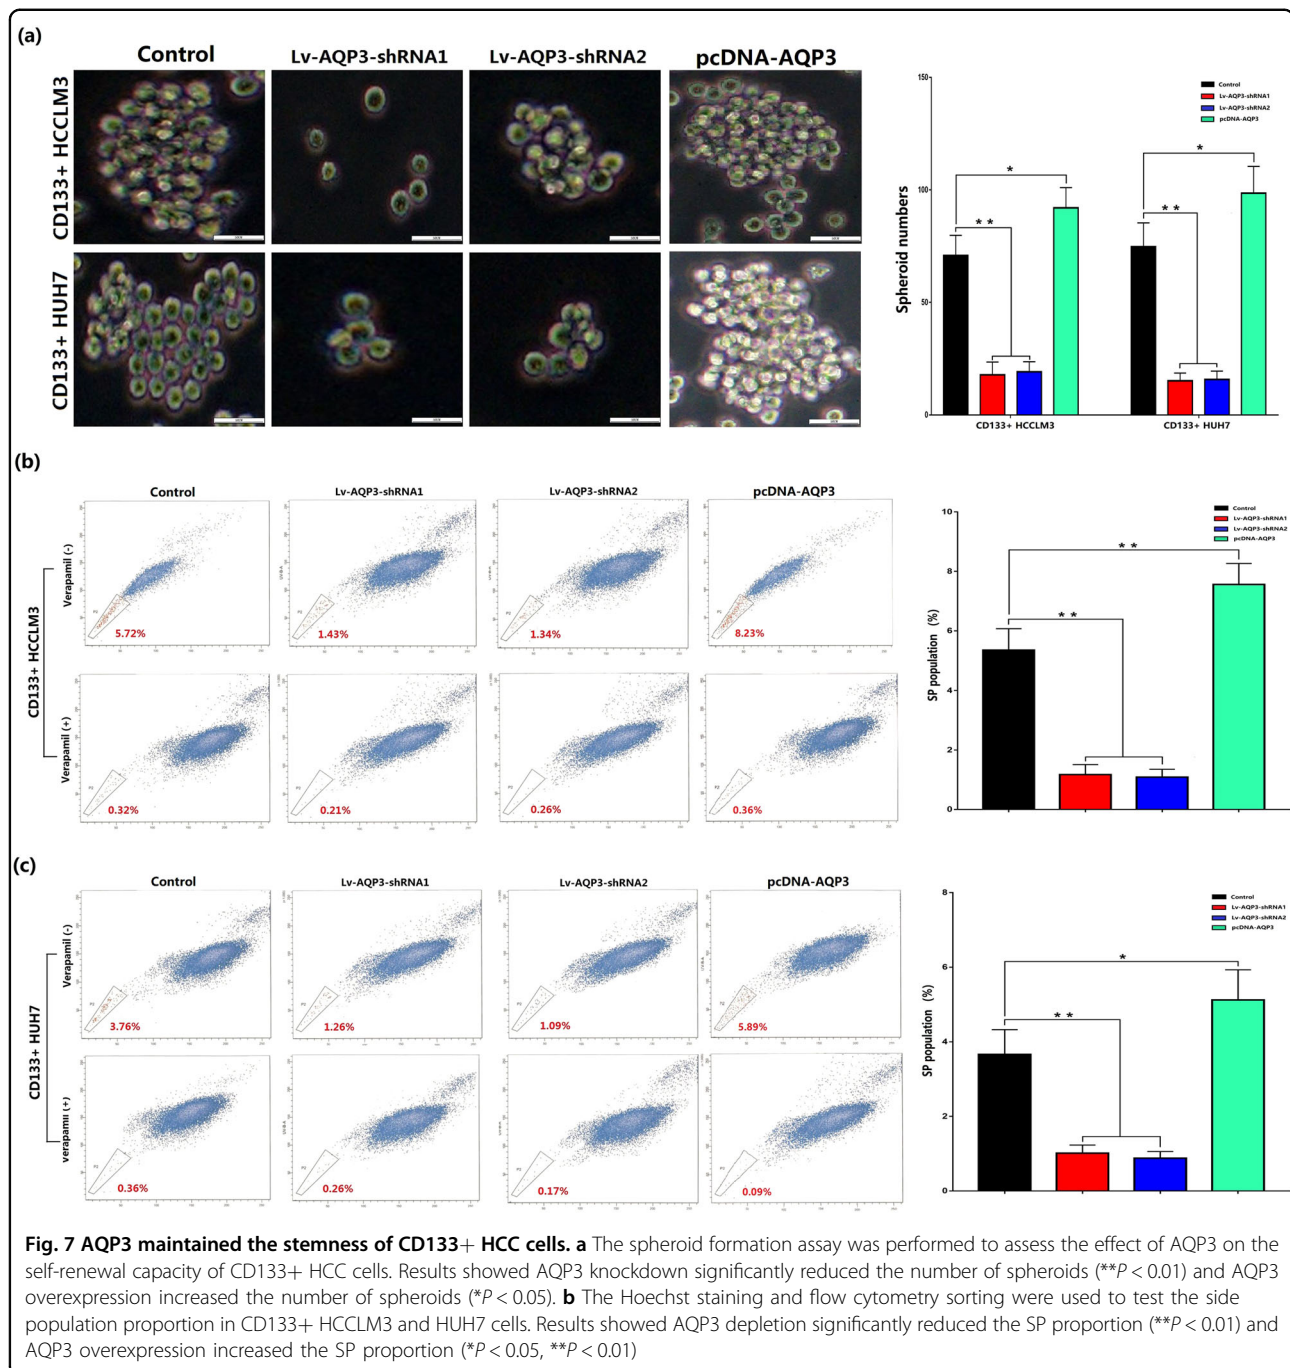 (a)
Control
Lv-AQP3-shRNA1
Lv-AQP3-shRNA2
pcDNA-AQP3
CD133+ HCCLM3
CD133+ HUH7
150
100
50
0
Spheroid numbers
Control
Lv-AQP3-shRNA1
Lv-AQP3-shRNA2
pcDNA-AQP3
*
* *
*
* *
CD133+ HCCLM3
CD133+ HUH7
(b)
Control
Lv-AQP3-shRNA1
Lv-AQP3-shRNA2
pcDNA-AQP3
CD133+ HCCLM3
Verapamil (-)
5.72%
1.43%
1.34%
8.23%
Verapamil (+)
0.32%
0.21%
0.26%
0.36%
10
8
6
4
2
0
SP population (%)
Control
Lv-AQP3-shRNA1
Lv-AQP3-shRNA2
pcDNA-AQP3
* *
* *
(c)
Control
Lv-AQP3-shRNA1
Lv-AQP3-shRNA2
pcDNA-AQP3
CD133+ HUH7
Verapamil (-)
3.76%
1.26%
1.09%
5.89%
verapamil (+)
0.36%
0.26%
0.17%
0.09%
8
6
4
2
0
SP population (%)
Control
Lv-AQP3-shRNA1
Lv-AQP3-shRNA2
pcDNA-AQP3
*
* *
Fig. 7 AQP3 maintained the stemness of CD133+ HCC cells. a The spheroid formation assay was performed to assess the effect of AQP3 on the
self-renewal capacity of CD133+ HCC cells. Results showed AQP3 knockdown significantly reduced the number of spheroids (**P < 0.01) and AQP3
overexpression increased the number of spheroids (*P < 0.05). b The Hoechst staining and flow cytometry sorting were used to test the side
population proportion in CD133+ HCCLM3 and HUH7 cells. Results showed AQP3 depletion significantly reduced the SP proportion (**P < 0.01) and
AQP3 overexpression increased the SP proportion (*P < 0.05, **P < 0.01)